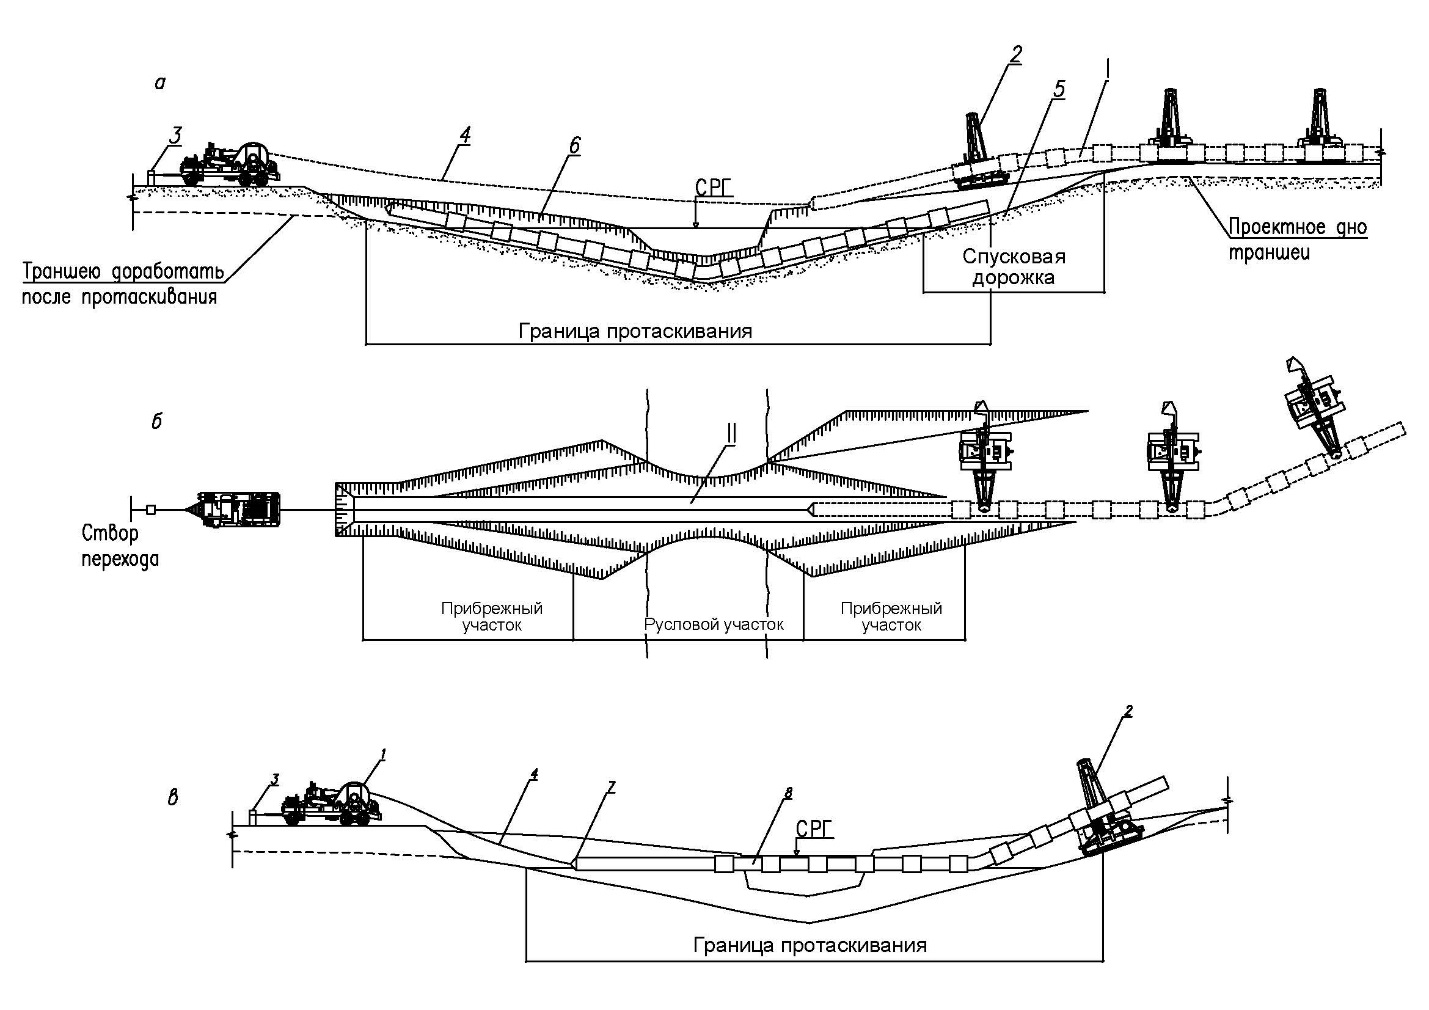 а
2
I
5
3
4
6
СРГ
Проектное дно
траншеи
Спусковая
дорожка
Траншею доработать
после протаскивания
Граница протаскивания
б
II
Створ
перехода
Прибрежный
участок
Русловой участок
Прибрежный
участок
в
3
1
4
7
8
СРГ
2
Граница протаскивания